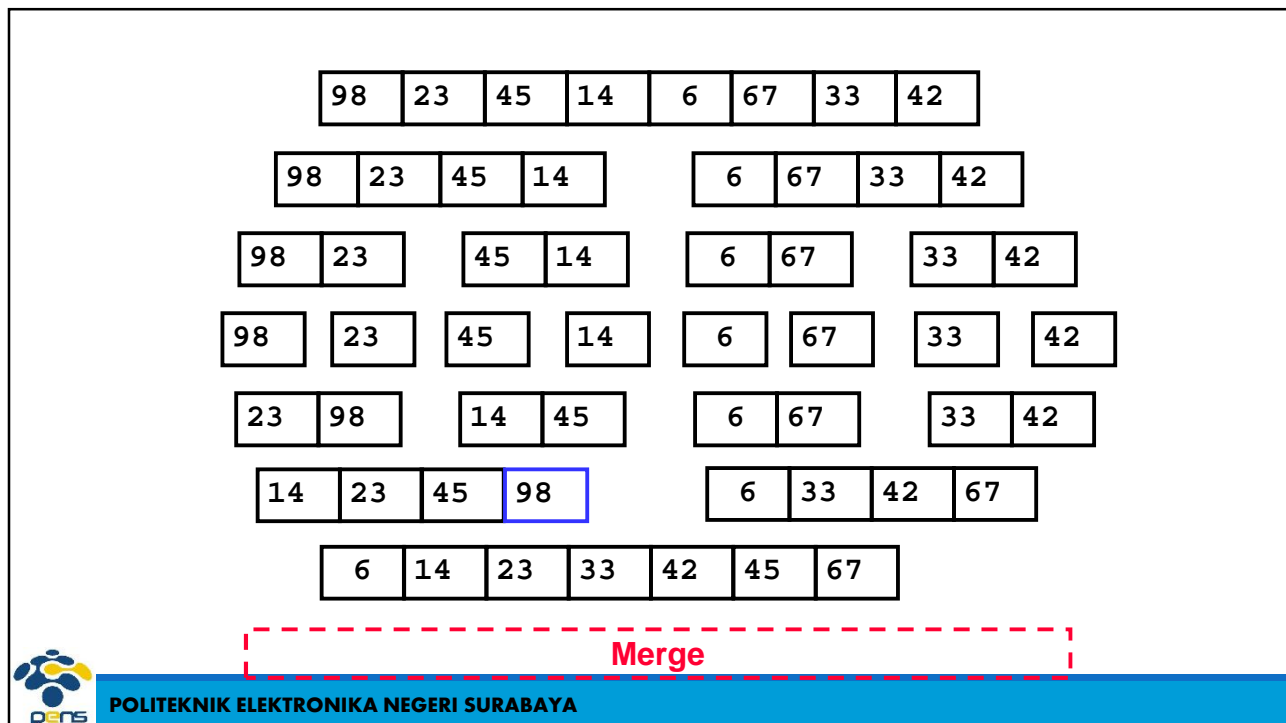 98 23 45 14 6 67 33 42
98 23 45 14 6 67 33 42
98 23 45 14 6 67 33 42
98 23 45 14 6 67 33 42
23 98 14 45 6 67 33 42
14 23 45 98 6 33 42 67
6 14 23 33 42 45 67
Merge
POLITEKNIK ELEKTRONIKA NEGERI SURABAYA
pens